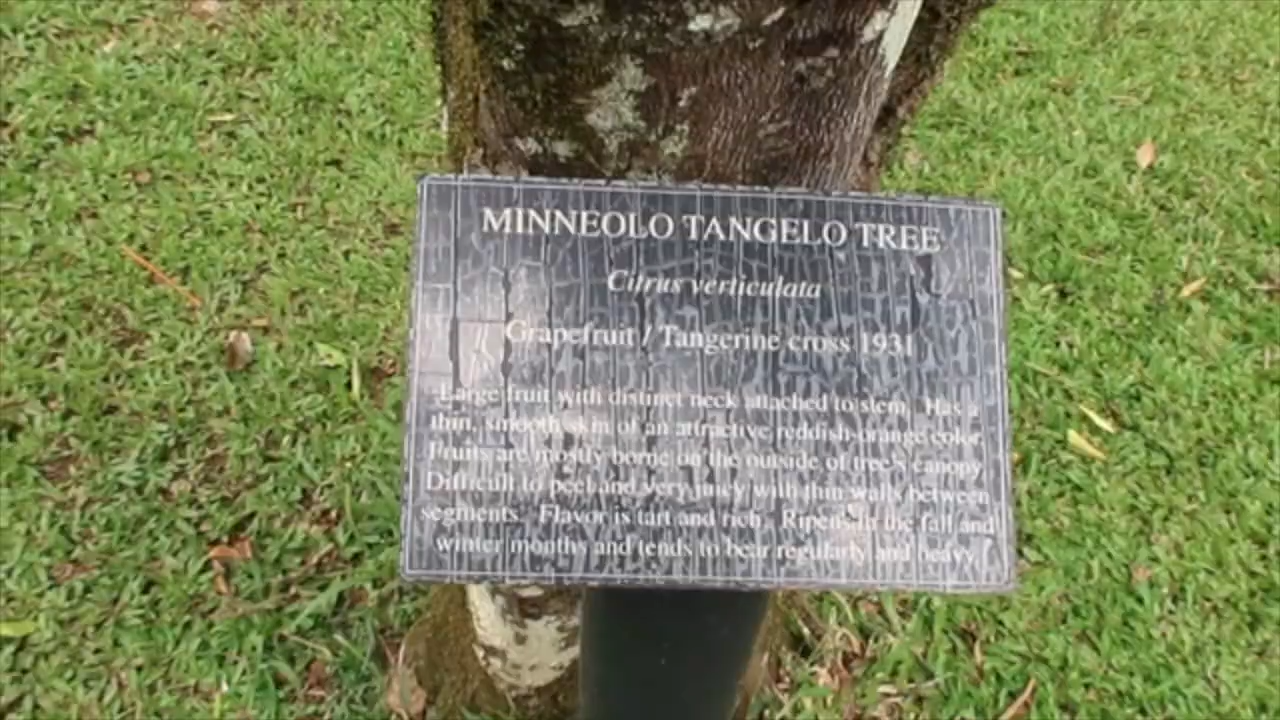 MINNEOLO TANGELO TREE
Citrus verticulata
Grapefruit / Tangerine cross 1931
Large fruit with distinct neck attached to stem. Has a
thin, smooth skin of an attractive reddish-orange color.
Fruits are mostly borne on the outside of tree's canopy.
Difficult to peel and very juicy with thin walls between
segments. Flavor is tart and rich. Ripens in the fall and
winter months and tends to bear regularly and heavy.